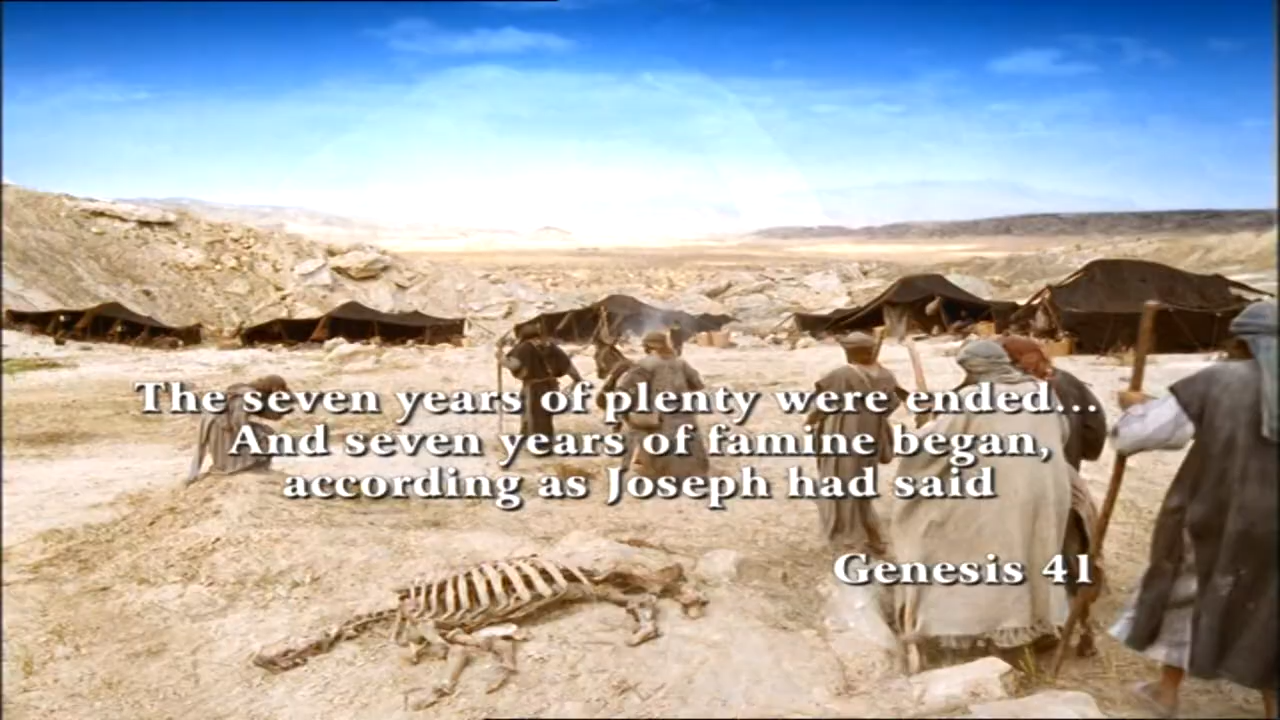 The seven years of plenty were ended...
And seven years of famine began,
according as Joseph had said
Genesis 41